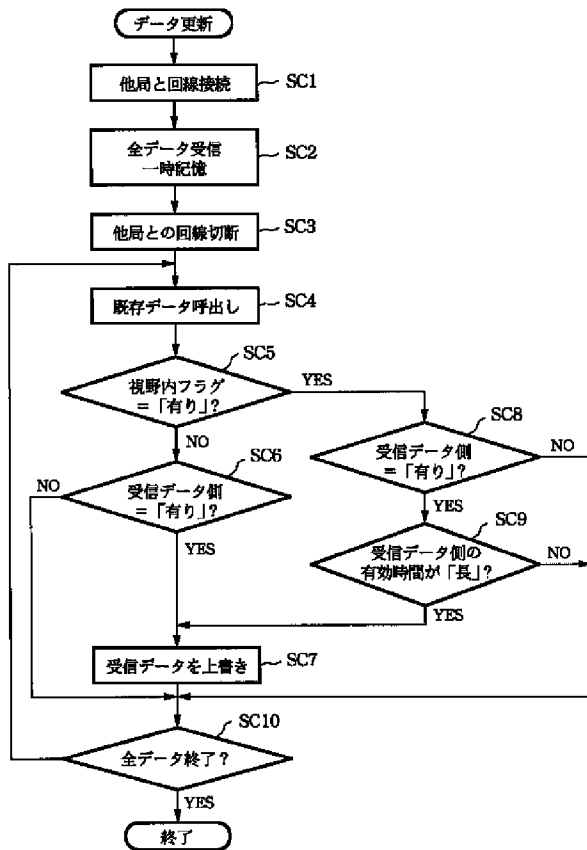 データ更新
他局と回線接続
SC1
全データ受信
一時記憶
SC2
他局との回線切断
SC3
既存データ呼出し
SC4
SC5
視野内フラグ
=「有り」?
YES
NO
SC6
受信データ側
=「有り」?
NO
YES
SC8
受信データ側
=「有り」?
NO
YES
SC9
受信データ側の
有効時間が「長」?
NO
YES
受信データを上書き
SC7
SC10
全データ終了?
YES
終了